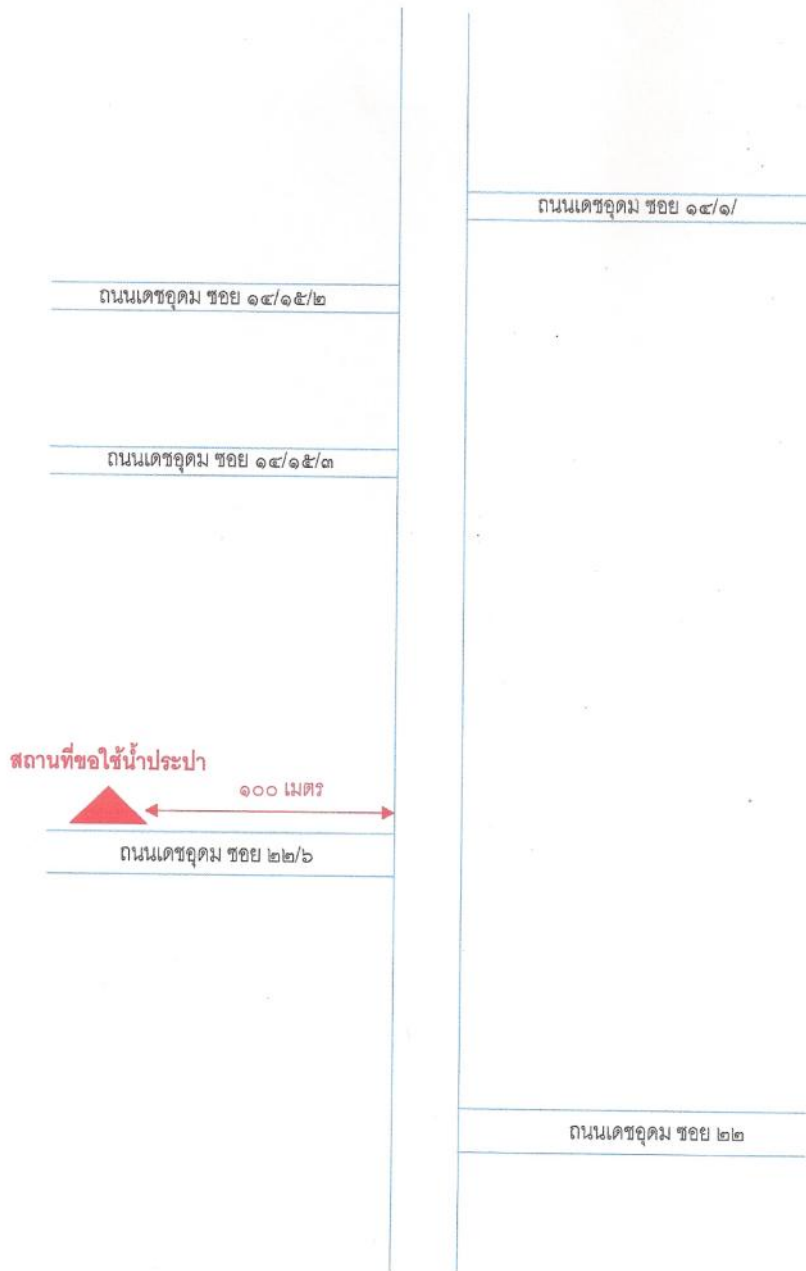 ถนนเดชอุดม ซอย ๑๔/๑/
ถนนเดชอุดม ซอย ๑๔/๑๕/๒
ถนนเดชอุดม ซอย ๑๔/๑๕/๓
สถานที่ขอใช้น้ำประปา
๑๐๐ เมตร
ถนนเดชอุดม ซอย ๒๒/๖
ถนนเดชอุดม ซอย ๒๒